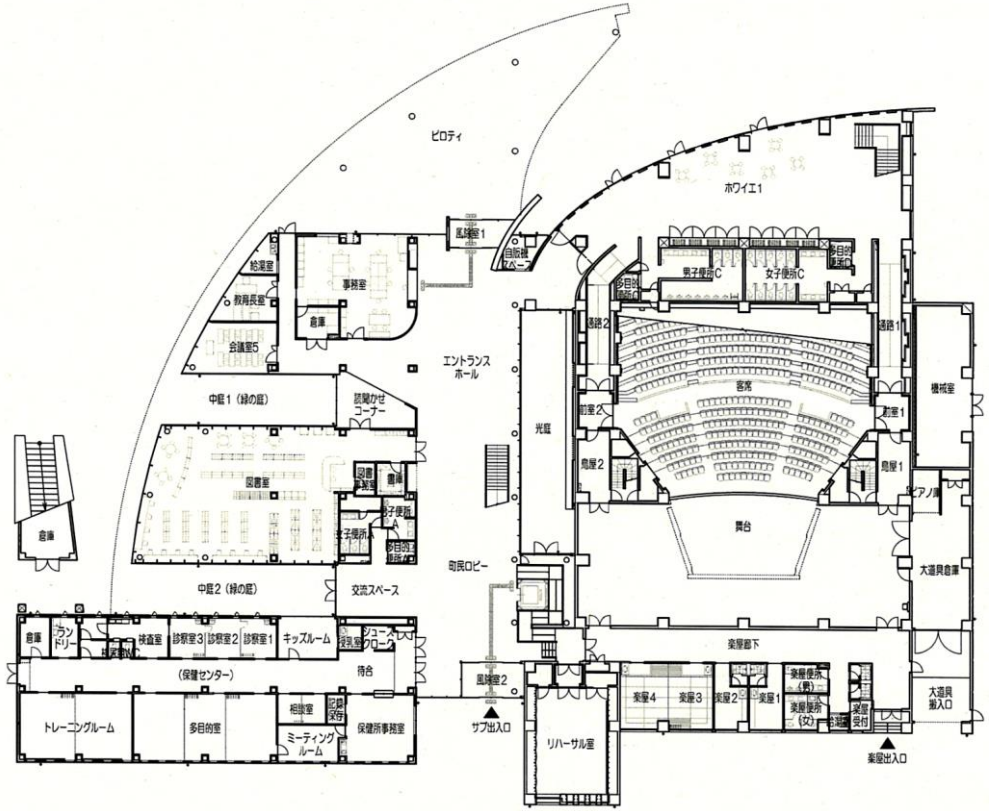 ピロティ
ホワイエ1
風除室1
自販機
スペース
給湯室
事務室
教育長室
倉庫
会議室5
男子便所C
女子便所C
多目的
便所C
通路2
通路1
エントランス
ホール
機械室
客席
中庭1(緑の庭)
読聞かせ
コーナー
前室2
前室1
光庭
鳥屋2
鳥屋1
図書室
書庫
ピアノ庫
倉庫
女子便所A
男子便所
A
多目的
便所A
舞台
大道具倉庫
中庭2(緑の庭)
交流スペース
町民ロビー
倉庫
ラン
ドリー
検査室
診察室3
診察室2
診察室1
キッズルーム
授乳室
シューズ
クローク
楽屋廊下
(保健センター)
待合
風除室2
楽屋4
楽屋3
楽屋2
楽屋1
楽屋便所
(男)
楽屋便所
(女)
給湯室
楽屋
受付
大道具
搬入口
相談室
記録
保存
トレーニングルーム
多目的室
ミーティング
ルーム
保健所事務室
サブ出入口
リハーサル室
楽屋出入口